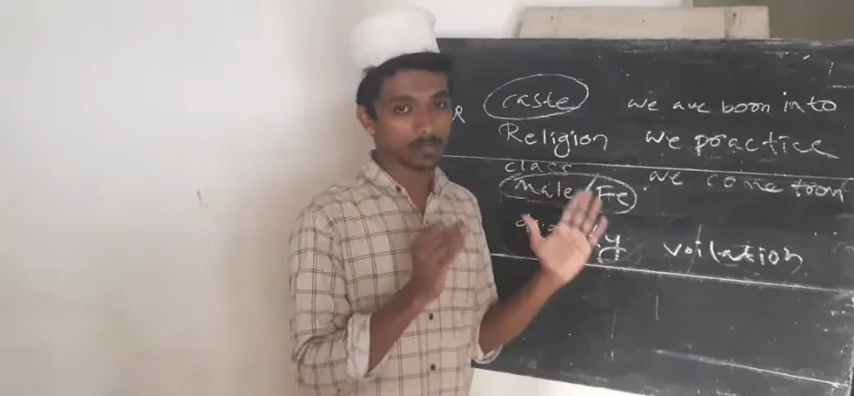 caste we are born into
Religion we practice
class
male / Fe we come from
voilation